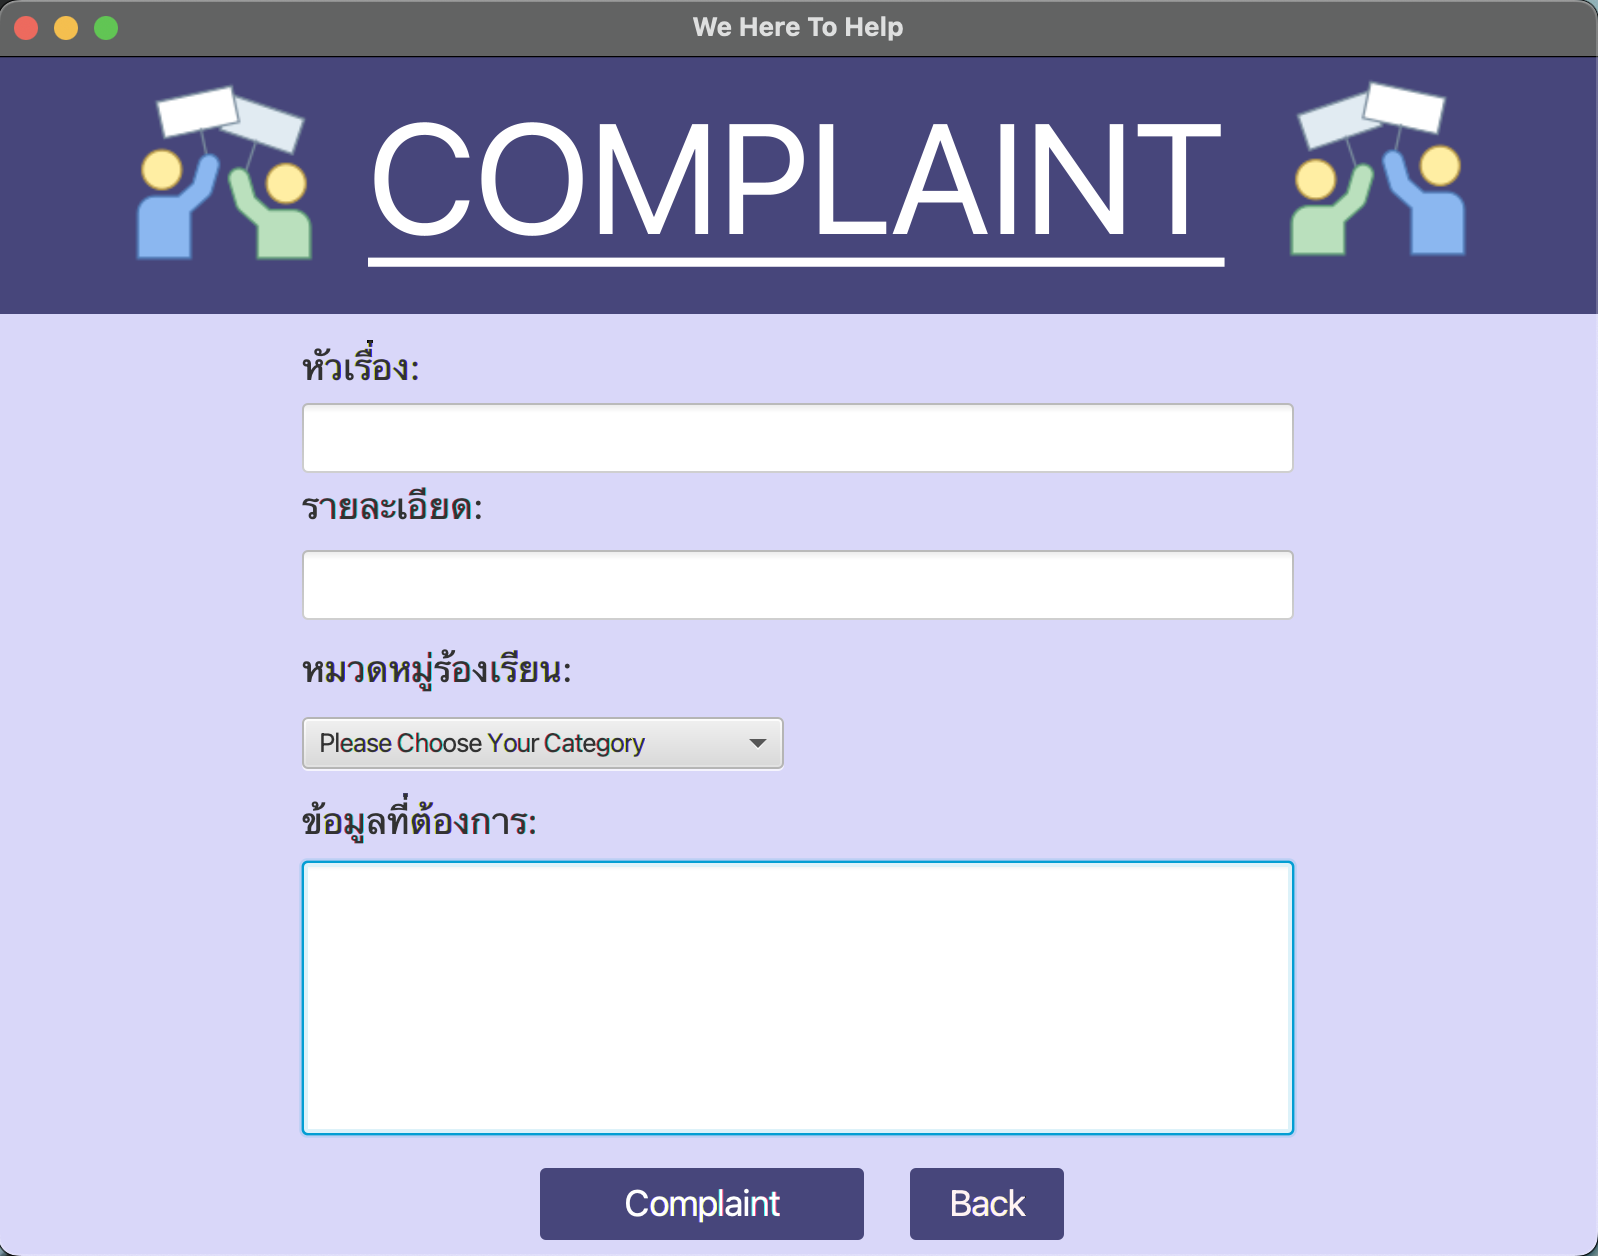 We Here To Help
COMPLAINT
หัวเรื่อง:
รายละเอียด:
หมวดหมู่ร้องเรียน:
Please Choose Your Category
ข้อมูลที่ต้องการ:
Complaint
Back